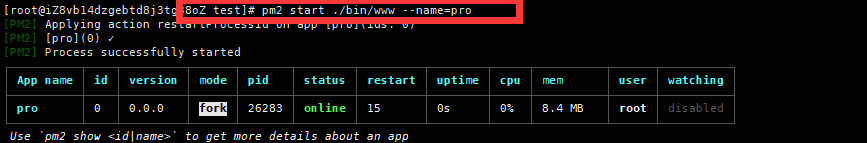 [root@iZ8vb14dzgebtd8j3tg38oZ test]# pm2 start ./bin/www --name=pro
[PM2] Applying action restartProcessId on app [pro](ids: 0)
[PM2] [pro](0) ✓
[PM2] Process successfully started
App name id version mode pid status restart uptime cpu mem user watching
pro 0 0.0.0 fork 26283 online 15 0s 0% 8.4 MB root disabled
Use `pm2 show <id|name>` to get more details about an app